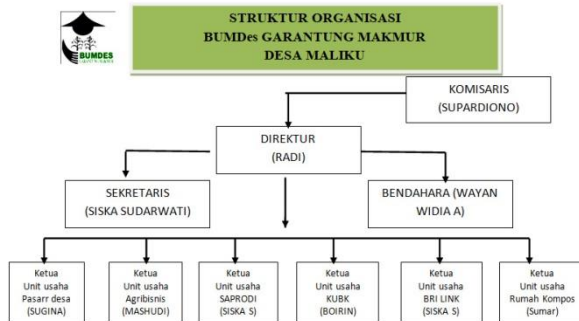 STRUKTUR ORGANISASI
BUMDes GARANTUNG MAKMUR
DESA MALIKU
BUMDES
KOMISARIS
(SUPARDIONO)
DIREKTUR
(RADI)
SEKRETARIS
(SISKA SUDARWATI)
BENDAHARA (WAYAN
WIDIA A)
Ketua
Unit usaha
Pasarr desa
(SUGINA)
Ketua
Unit usaha
Agribisnis
(MASHUDI)
Ketua
Unit usaha
SAPRODI
(SISKA S)
Ketua
Unit usaha
KUBK
(BOIRIN)
Ketua
Unit usaha
BRI LINK
(SISKA S)
Ketua
Unit usaha
Rumah Kompos
(Sumar)